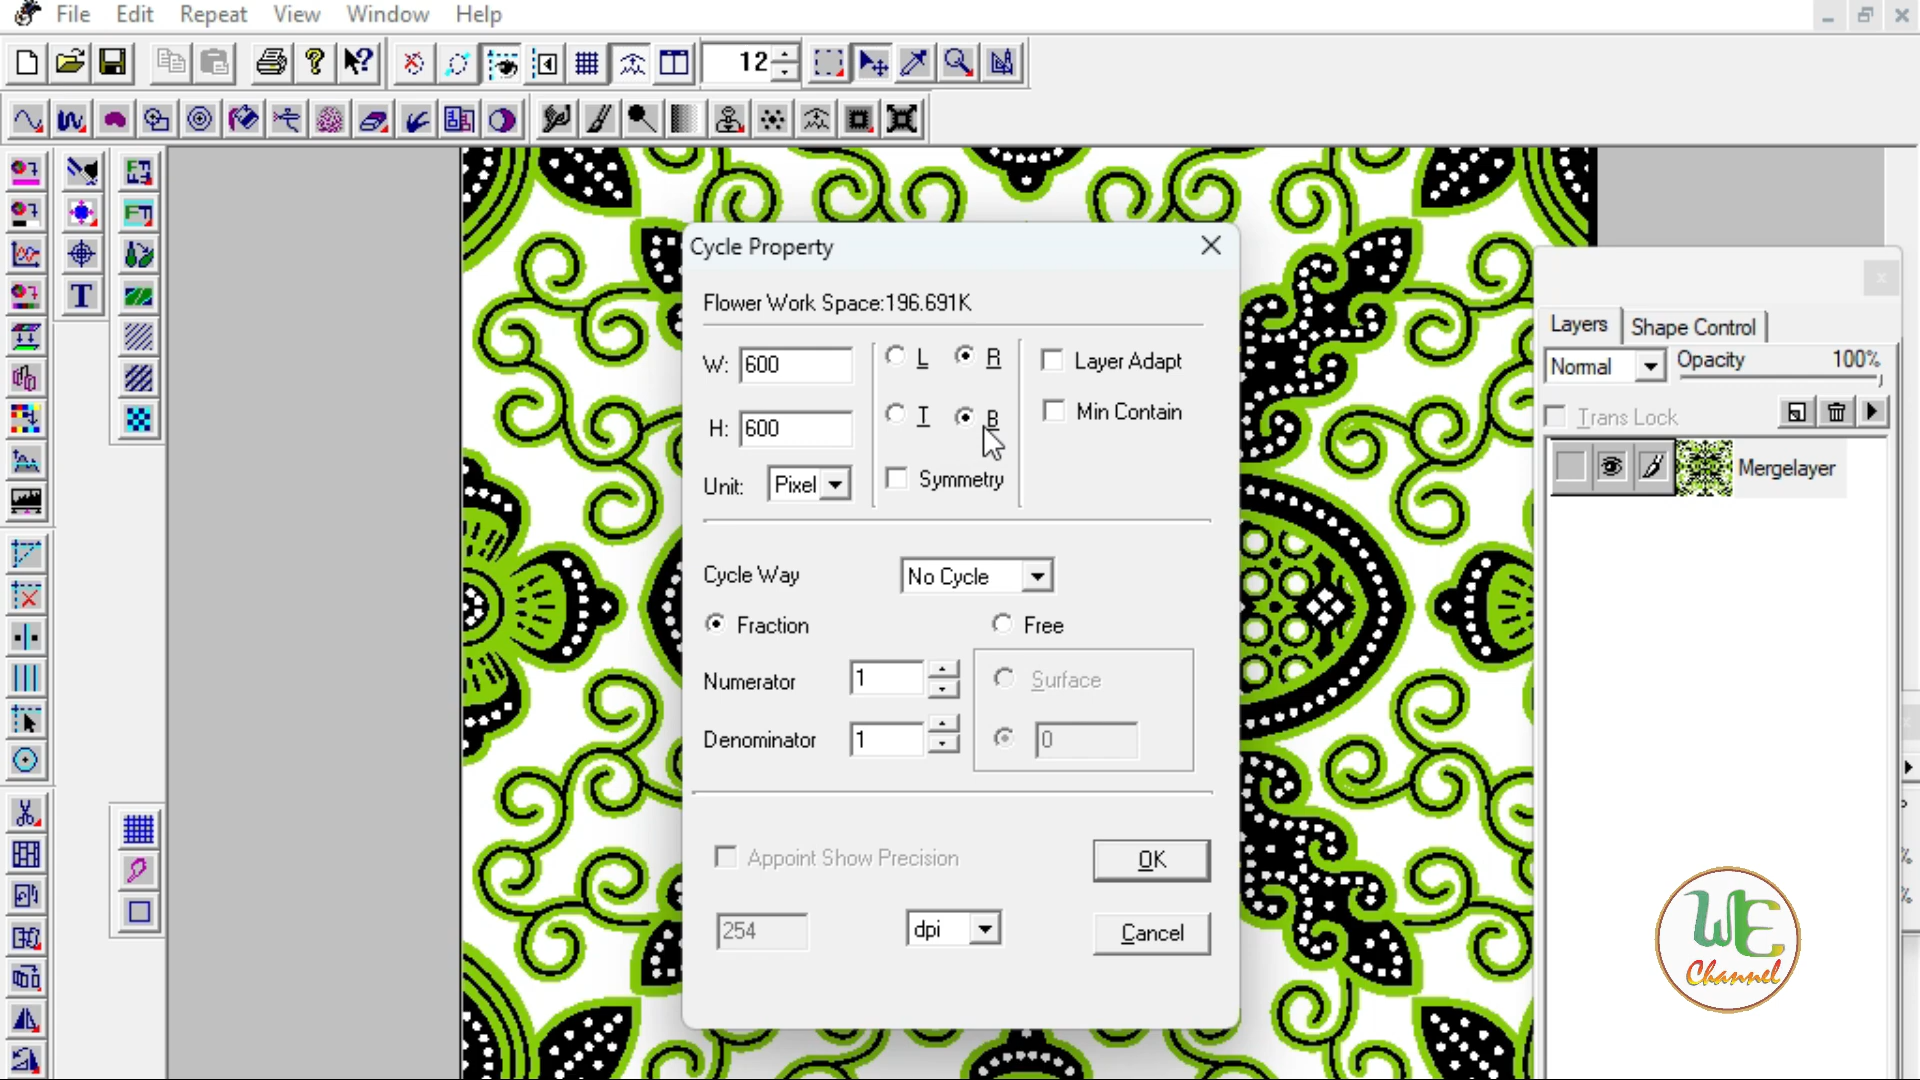 File Edit Repeat View Window Help
12
Cycle Property
Flower Work Space:196.691K
W: 600
L R
Layer Adapt
H: 600
T B
Min Contain
Unit: Pixel
Symmetry
Cycle Way No Cycle
Fraction Free
Numerator 1
Surface
Denominator 1
0
Appoint Show Precision
OK
254 dpi
Cancel
Layers Shape Control
Normal Opacity 100%
Trans Lock
Mergelayer
WE
Channel